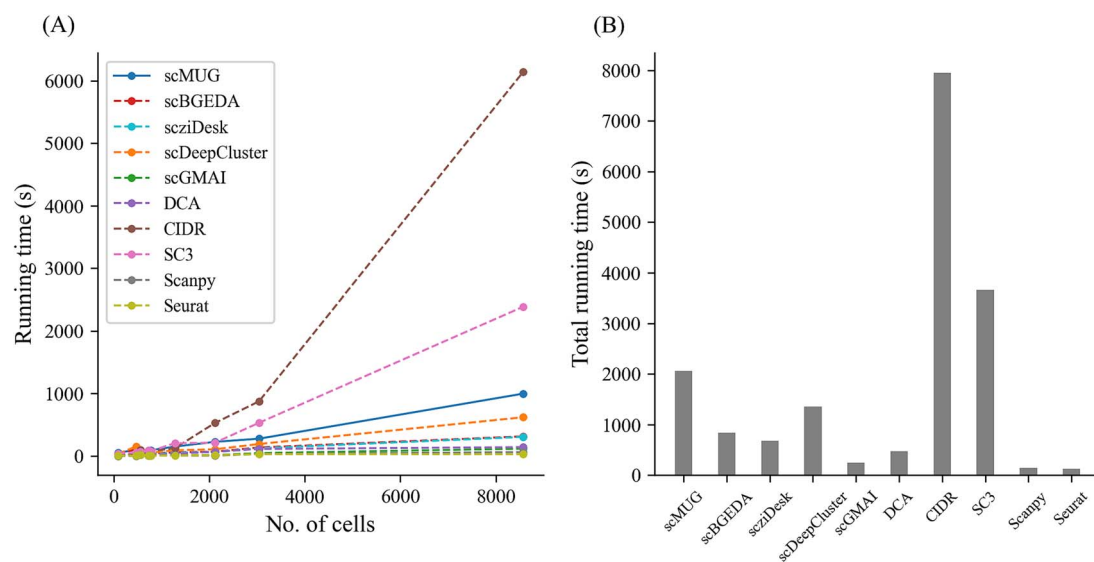 (A)
Running time (s)
6000
5000
4000
3000
2000
1000
0
scMUG
scBGEDA
scziDesk
scDeepCluster
scGMAI
DCA
CIDR
SC3
Scanpy
Seurat
0
2000
4000
6000
8000
No. of cells
(B)
Total running time (s)
8000
7000
6000
5000
4000
3000
2000
1000
0
scMUG
scBGEDA
scziDesk
scDeepCluster
scGMAI
DCA
CIDR
SC3
Scanpy
Seurat